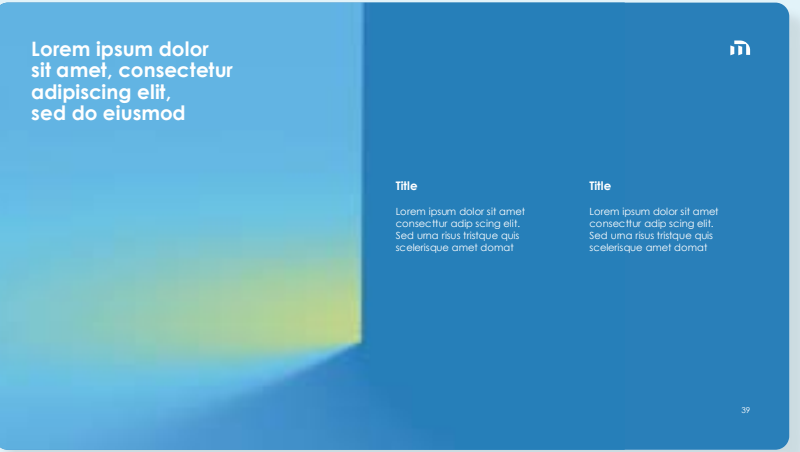 Lorem ipsum dolor
sit amet, consectetur
adipiscing elit,
sed do eiusmod
Title
Lorem ipsum dolor sit amet
consecttur adip scing elit.
Sed urna risus tristque quis
scelerisque amet domat
Title
Lorem ipsum dolor sit amet
consecttur adip scing elit.
Sed urna risus tristque quis
scelerisque amet domat
39